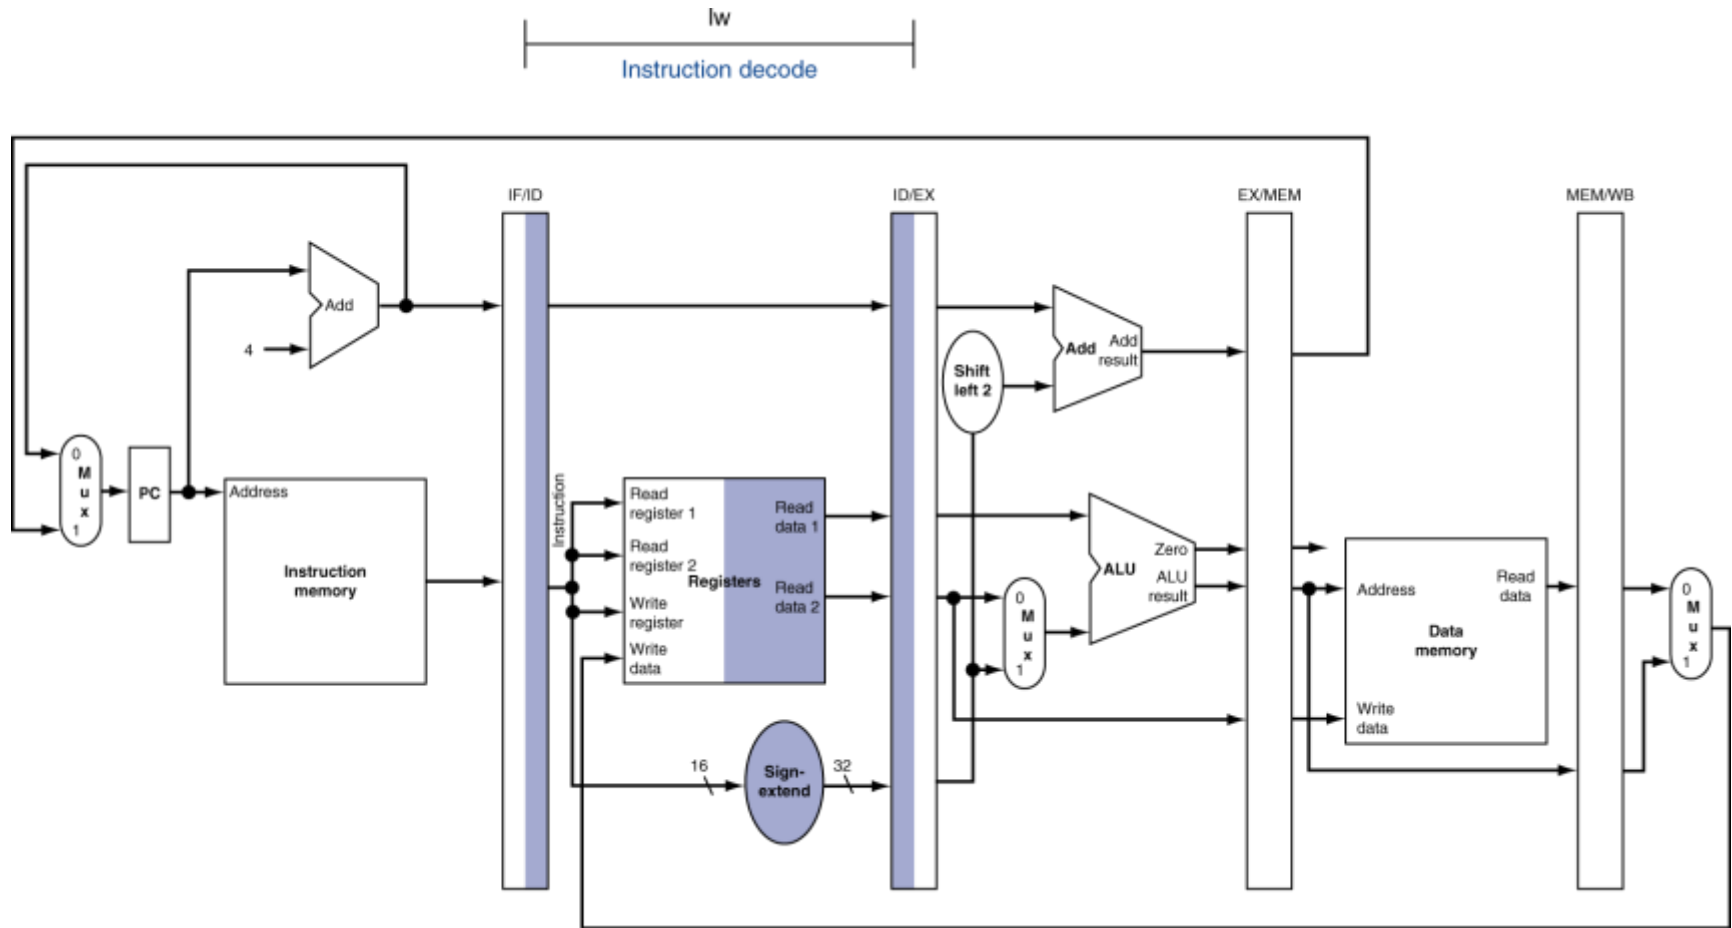 lw
Instruction decode
IF/ID
ID/EX
EX/MEM
MEM/WB
Add
4
Shift
left 2
Add
Add
result
0
M
u
x
1
PC
Address
Instruction
memory
Instruction
Read
register 1
Read
register 2
Write
register
Write
data
Registers
Read
data 1
Read
data 2
16
Sign-
extend
32
0
M
u
x
1
ALU
Zero
ALU
result
Address
Write
data
Data
memory
Read
data
0
M
u
x
1